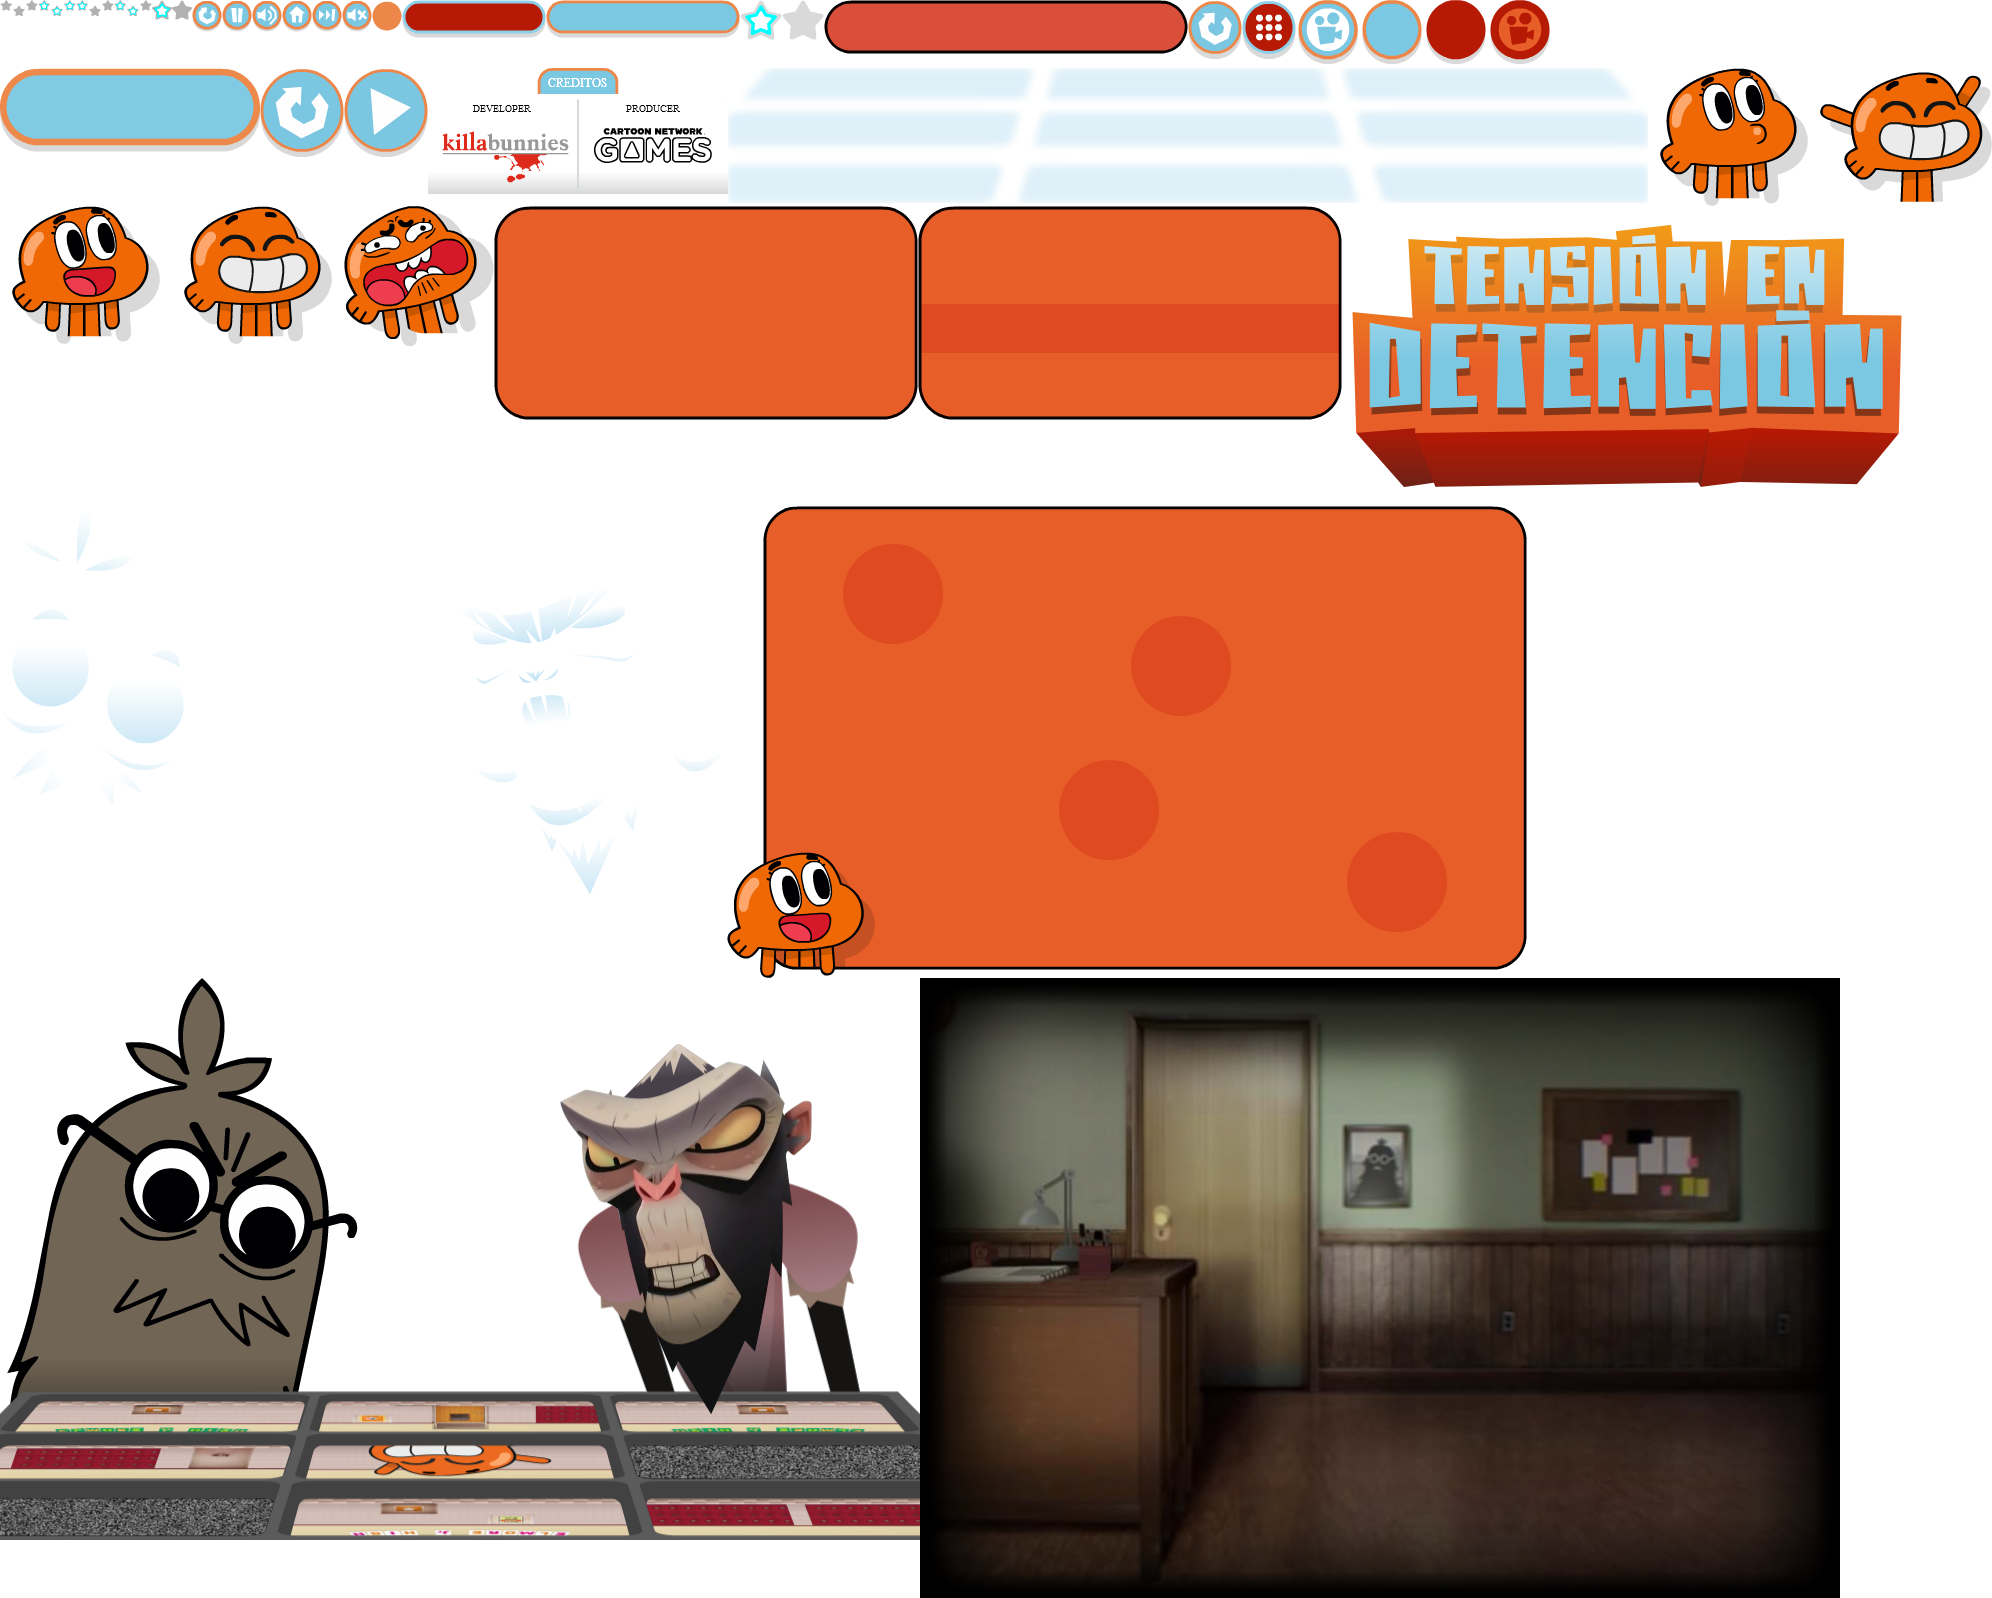 CREDITOS
DEVELOPER
PRODUCER
killabunnies
CARTOON NETWORK
GAMES
TENSIÓN EN
DETENCIÓN